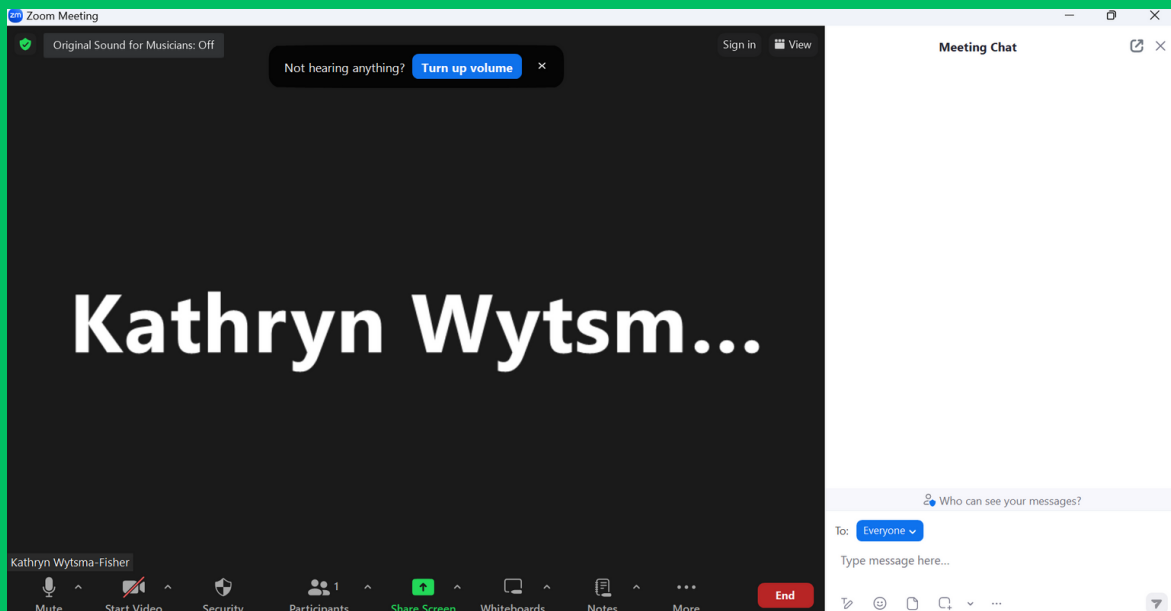 zm Zoom Meeting
Original Sound for Musicians: Off
Not hearing anything? Turn up volume
Sign in View
Meeting Chat
Kathryn Wytsm...
Who can see your messages?
To: Everyone
Type message here...
Kathryn Wytsma-Fisher
Mute Start Video Security Participants 1 Share Screen Whiteboards Notes More
End